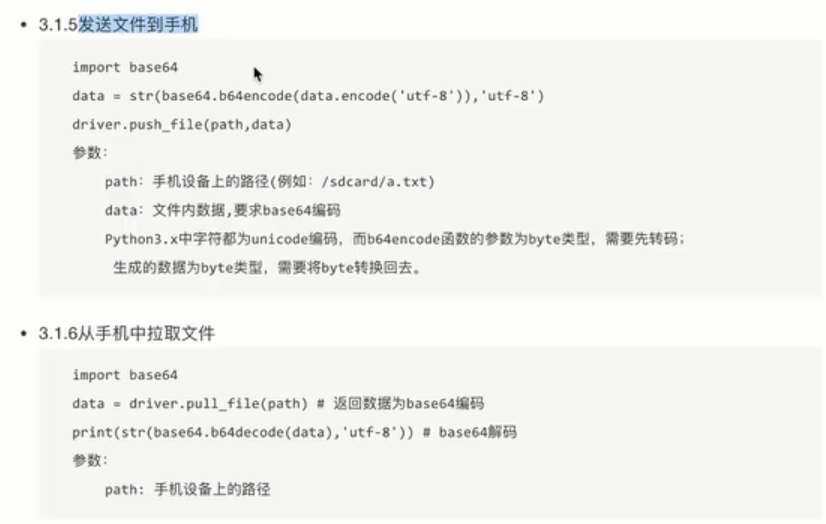 3.1.5发送文件到手机
import base64
data = str(base64.b64encode(data.encode('utf-8')),'utf-8')
driver.push_file(path,data)
参数：
path：手机设备上的路径(例如：/sdcard/a.txt)
data：文件内数据,要求base64编码
Python3.x中字符都为unicode编码，而b64encode函数的参数为byte类型，需要先转码；
生成的数据为byte类型，需要将byte转换回去。
3.1.6从手机中拉取文件
import base64
data = driver.pull_file(path) # 返回数据为base64编码
print(str(base64.b64decode(data),'utf-8')) # base64解码
参数：
path: 手机设备上的路径